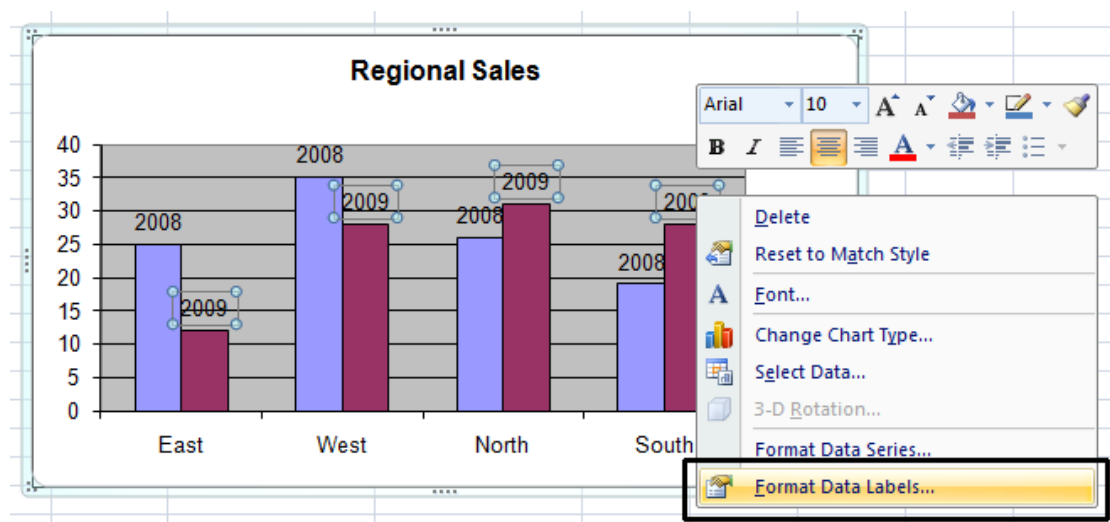 Regional Sales
Arial 10 A A
B I A
40 2008
35 2009
30 2009
2008 2008
25
20 2008
15 2009
10
5
0
East West North South
Delete
Reset to Match Style
A Font...
Change Chart Type...
Select Data...
3-D Rotation...
Format Data Series...
Format Data Labels...